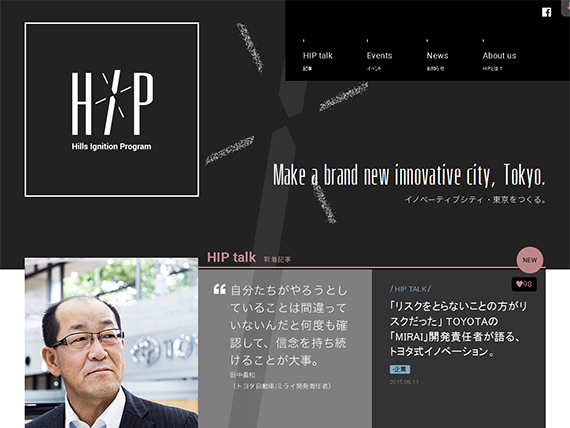 HIP talk
記事
Events
イベント
News
お知らせ
About us
HIPとは？
HIP
Hills Ignition Program
Make a brand new innovative city, Tokyo.
イノベーティブシティ・東京をつくる。
HIP talk 新着記事
NEW
98
“自分たちがやろうとし
ていることは間違って
いないんだと何度も確
認して、信念を持ち続
けることが大事。
田中義和
（トヨタ自動車/ミライ開発責任者）
/ HIP TALK /
「リスクをとらないことの方がリ
スクだった」 TOYOTAの
「MIRAI」開発責任者が語る、
トヨタ式イノベーション。
企業
2015.06.11